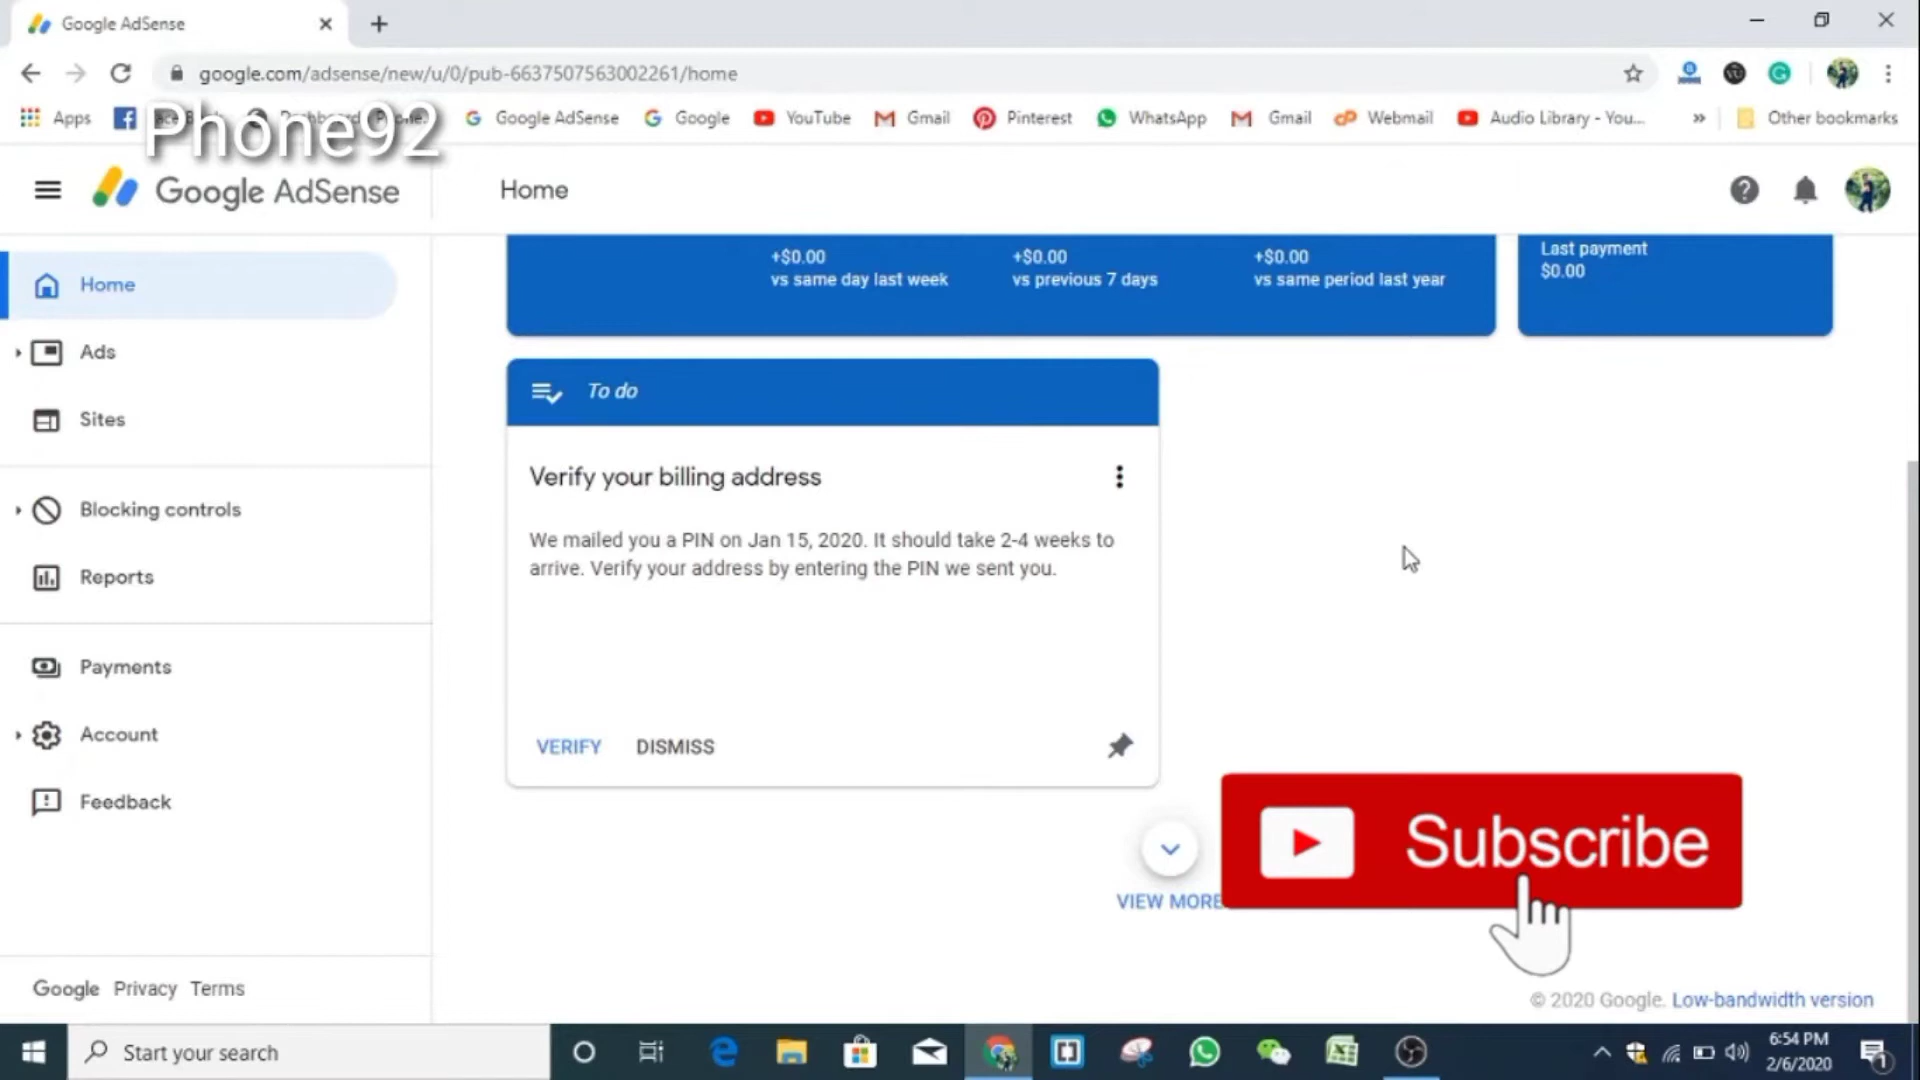 Google AdSense
google.com/adsense/new/u/0/pub-6637507563002261/home
Apps
Google AdSense
Google
YouTube
Gmail
Pinterest
WhatsApp
Gmail
Webmail
Audio Library - You...
Other bookmarks
Phone92
Google AdSense
Home
+$0.00
vs same day last week
+$0.00
vs previous 7 days
+$0.00
vs same period last year
Last payment
$0.00
Home
Ads
Sites
Blocking controls
Reports
Payments
Account
Feedback
To do
Verify your billing address
We mailed you a PIN on Jan 15, 2020. It should take 2-4 weeks to
arrive. Verify your address by entering the PIN we sent you.
VERIFY
DISMISS
VIEW MORE
Subscribe
Google Privacy Terms
© 2020 Google. Low-bandwidth version
Start your search
6:54 PM
2/6/2020
1